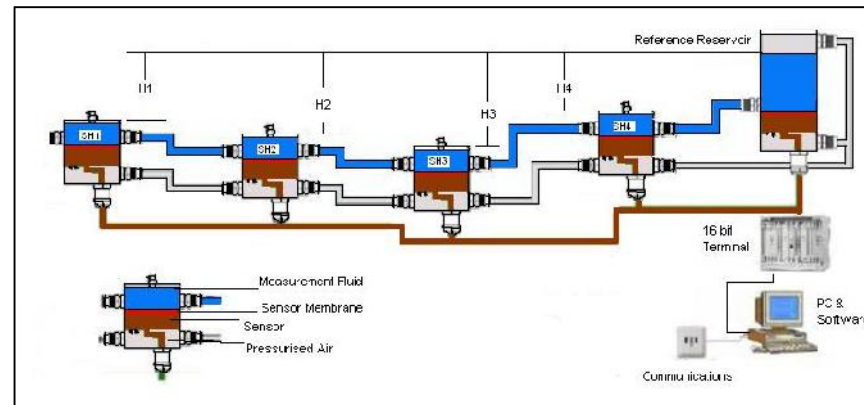 Reference Reservoir
H1
H2
H3
H4
SH1
SH2
SH3
SH4
16 bit
Terminal
Measurement Fluid
Sensor Membrane
Sensor
Pressurised Air
PC &
Software
Communications